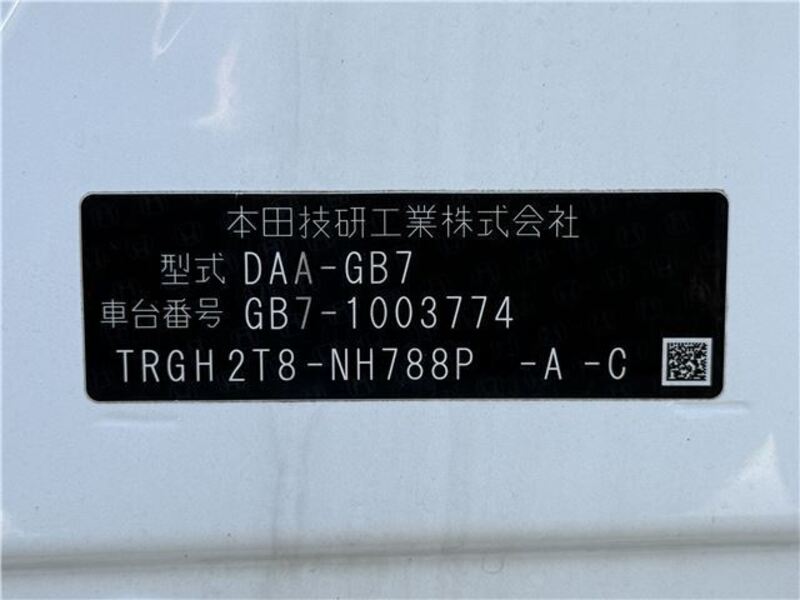 本田技研工業株式会社
型式 DAA-GB7
車台番号 GB7-1003774
TRGH2T8-NH788P -A -C